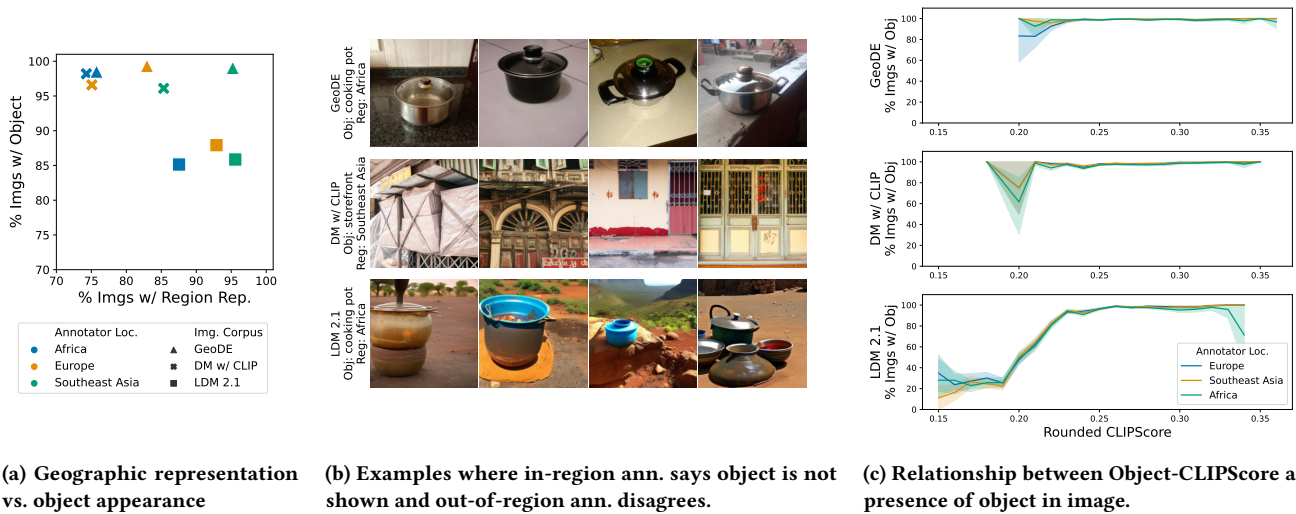 100
95
90
85
80
75
70
% Imgs w/ Object
70 75 80 85 90 95 100
% Imgs w/ Region Rep.
Annotator Loc. Img. Corpus
Africa GeoDE
Europe DM w/ CLIP
Southeast Asia LDM 2.1
(a) Geographic representation
vs. object appearance
GeoDE
Obj: cooking pot
Reg: Africa
DM w/ CLIP
Obj: storefront
Reg: Southeast Asia
LDM 2.1
Obj: cooking pot
Reg: Africa
(b) Examples where in-region ann. says object is not
shown and out-of-region ann. disagrees.
GeoDE
% Imgs w/ Obj
100
80
60
40
20
0
0.15 0.20 0.25 0.30 0.35
DM w/ CLIP
% Imgs w/ Obj
100
80
60
40
20
0
0.15 0.20 0.25 0.30 0.35
LDM 2.1
% Imgs w/ Obj
100
80
60
40
20
0
0.15 0.20 0.25 0.30 0.35
Rounded CLIPScore
Annotator Loc.
Europe
Southeast Asia
Africa
(c) Relationship between Object-CLIPScore a
presence of object in image.